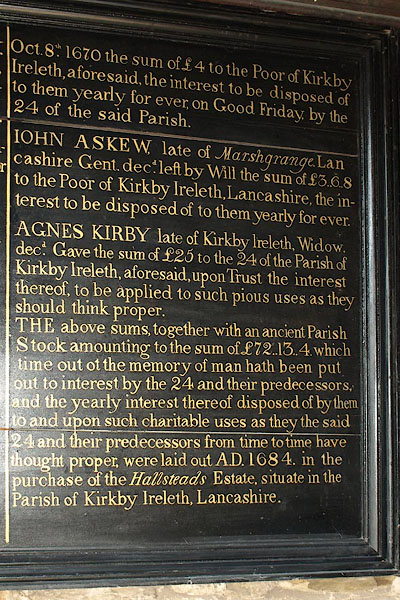 Oct. 8th 1670 the sum of £4 to the Poor of Kirkby
Ireleth, aforesaid, the interest to be disposed of
to them yearly for ever, on Good Friday, by the
24 of the said Parish.
IOHN ASKEW, late of Marshgrange, Lan
cashire Gent. decd. left by Will the sum of £3.6.8
to the Poor of Kirkby Ireleth, Lancashire, the in-
terest to be disposed of to them yearly for ever.
AGNES KIRBY late of Kirkby Ireleth, Widow,
decd. Gave the sum of £25 to the 24 of the Parish of
Kirkby Ireleth, aforesaid, upon Trust the interest
thereof, to be applied to such pious uses as they
should think proper.
THE above sums, together with an ancient Parish
Stock amounting to the sum of £72..13..4. which
time out ot the memory of man hath been put
out to interest by the 24 and their predecessors,
and the yearly interest thereof disposed of by them
to and upon such charitable uses as they the said
24 and their predecessors from time to time have
thought proper, were laid out A.D. 1684. in the
purchase of the Hallsteads Estate, situate in the
Parish of Kirkby Ireleth, Lancashire.